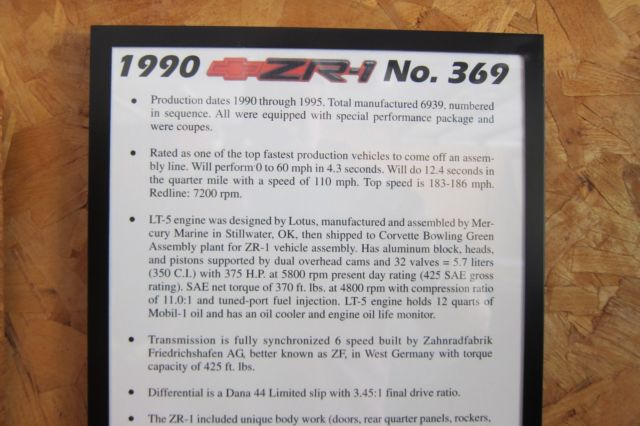 1990 ZR-1 No. 369
• Production dates 1990 through 1995. Total manufactured 6939, numbered
in sequence. All were equipped with special performance package and
were coupes.
• Rated as one of the top fastest production vehicles to come off an assem-
bly line. Will perform 0 to 60 mph in 4.3 seconds. Will do 12.4 seconds in
the quarter mile with a speed of 110 mph. Top speed is 183-186 mph.
Redline: 7200 rpm.
• LT-5 engine was designed by Lotus, manufactured and assembled by Mer-
cury Marine in Stillwater, OK, then shipped to Corvette Bowling Green
Assembly plant for ZR-1 vehicle assembly. Has aluminum block, heads,
and pistons supported by dual overhead cams and 32 valves = 5.7 liters
(350 C.I.) with 375 H.P. at 5800 rpm present day rating (425 SAE gross
rating). SAE net torque of 370 ft. lbs. at 4800 rpm with compression ratio
of 11.0:1 and tuned-port fuel injection. LT-5 engine holds 12 quarts of
Mobil-1 oil and has an oil cooler and engine oil life monitor.
• Transmission is fully synchronized 6 speed built by Zahnradfabrik
Friedrichshafen AG, better known as ZF, in West Germany with torque
capacity of 425 ft. lbs.
• Differential is a Dana 44 Limited slip with 3.45:1 final drive ratio.
• The ZR-1 included unique body work (doors, rear quarter panels, rockers,